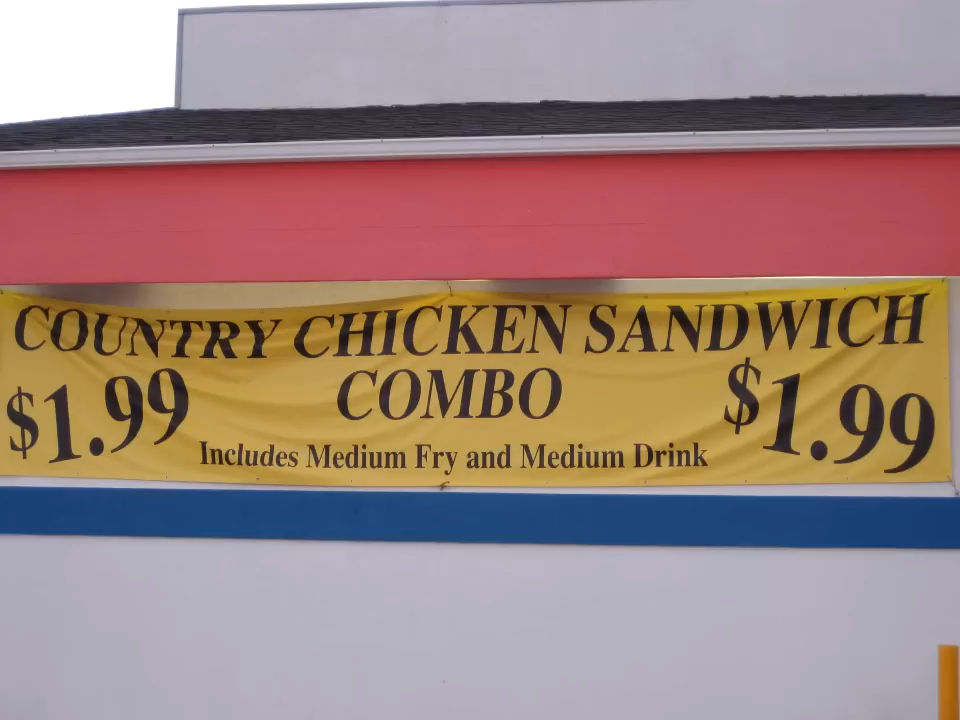 COUNTRY CHICKEN SANDWICH
$1.99 COMBO $1.99
Includes Medium Fry and Medium Drink